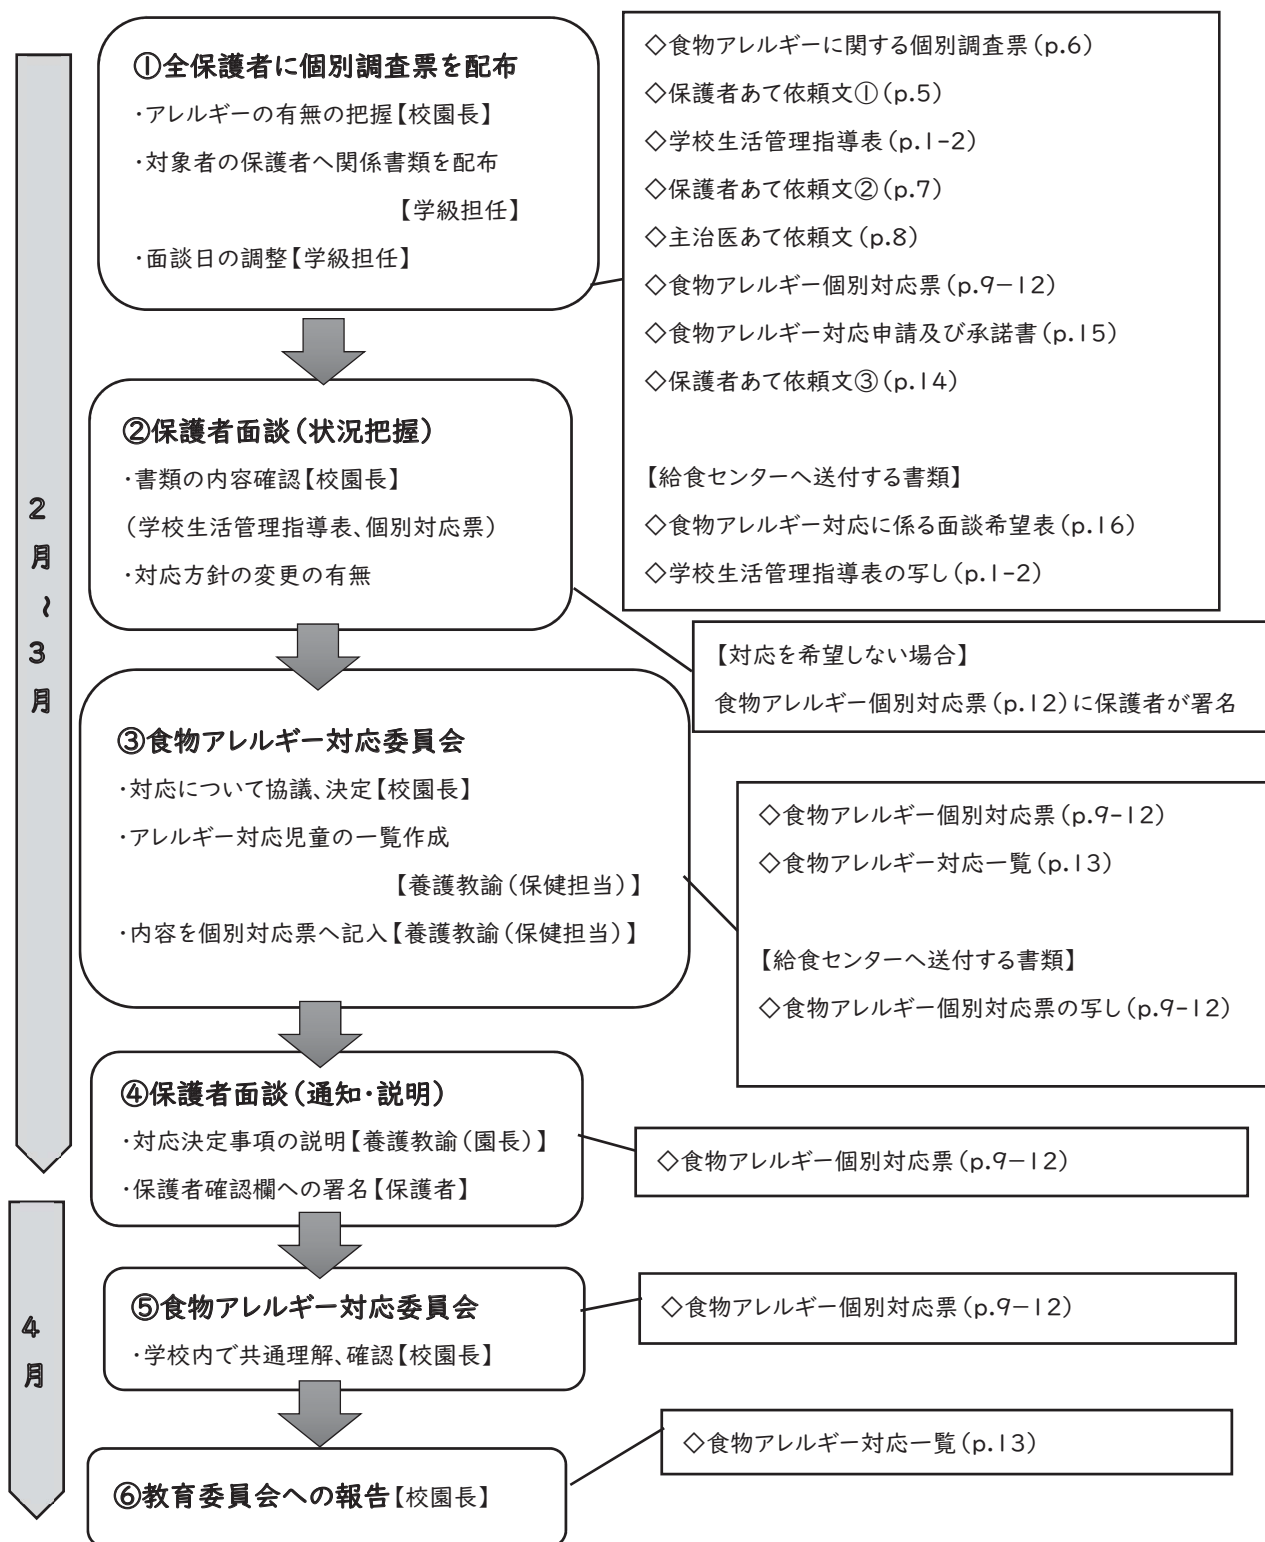 ①全保護者に個別調査票を配布
・アレルギーの有無の把握【校園長】
・対象者の保護者へ関係書類を配布
【学級担任】
・面談日の調整【学級担任】
◇食物アレルギーに関する個別調査票(p.6)
◇保護者あて依頼文①(p.5)
◇学校生活管理指導表(p.1-2)
◇保護者あて依頼文②(p.7)
◇主治医あて依頼文(p.8)
◇食物アレルギー個別対応票(p.9-12)
◇食物アレルギー対応申請及び承諾書(p.15)
◇保護者あて依頼文③(p.14)
【給食センターへ送付する書類】
◇食物アレルギー対応に係る面談希望表(p.16)
◇学校生活管理指導表の写し(p.1-2)
2月~3月
②保護者面談(状況把握)
・書類の内容確認【校園長】
(学校生活管理指導表、個別対応票)
・対応方針の変更の有無
【対応を希望しない場合】
食物アレルギー個別対応票(p.12)に保護者が署名
③食物アレルギー対応委員会
・対応について協議、決定【校園長】
・アレルギー対応児童の一覧作成
【養護教諭(保健担当)】
・内容を個別対応票へ記入【養護教諭(保健担当)】
◇食物アレルギー個別対応票(p.9-12)
◇食物アレルギー対応一覧(p.13)
【給食センターへ送付する書類】
◇食物アレルギー個別対応票の写し(p.9-12)
④保護者面談(通知・説明)
・対応決定事項の説明【養護教諭(園長)】
・保護者確認欄への署名【保護者】
◇食物アレルギー個別対応票(p.9-12)
4月
⑤食物アレルギー対応委員会
・学校内で共通理解、確認【校園長】
◇食物アレルギー個別対応票(p.9-12)
⑥教育委員会への報告【校園長】
◇食物アレルギー対応一覧(p.13)